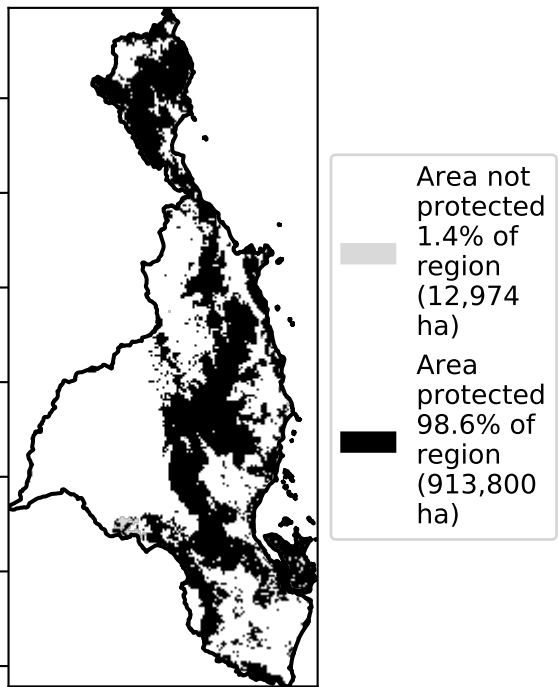 Area not
protected
1.4% of
region
(12,974
ha)
Area
protected
98.6% of
region
(913,800
ha)